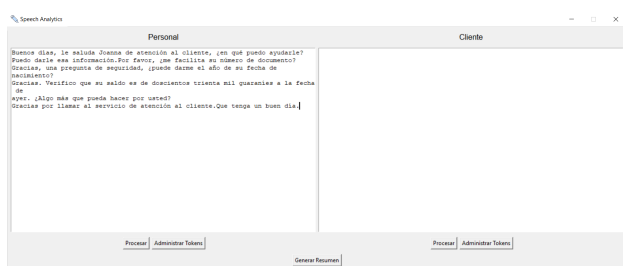 Speech Analytics
Personal
Cliente
Buenos días, le saluda Joanna de atención al cliente, ¿en qué puedo ayudarle?
Puedo darle esa información.Por favor, ¿me facilita su número de documento?
Gracias, una pregunta de seguridad, ¿puede darme el año de su fecha de
nacimiento?
Gracias. Verifico que su saldo es de doscientos treinta mil guaraníes a la fecha
de
ayer. ¿Algo más que pueda hacer por usted?
Gracias por llamar al servicio de atención al cliente.Que tenga un buen día.
Procesar
Administrar Tokens
Procesar
Administrar Tokens
Generar Resumen